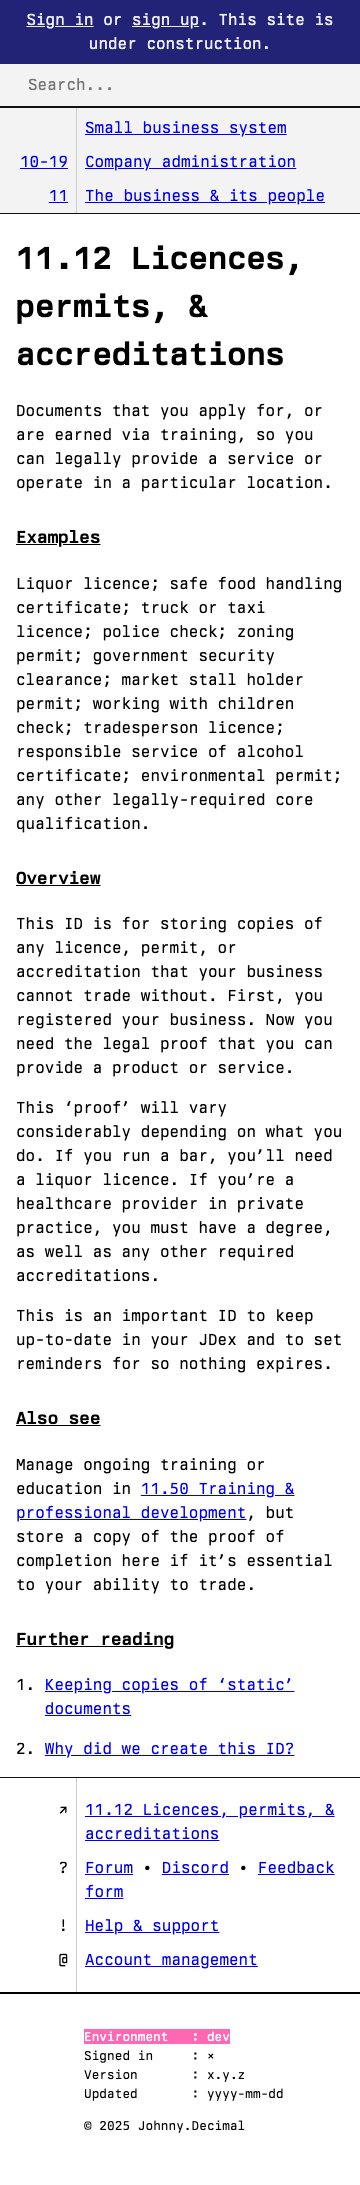 Sign in or sign up. This site is
under construction.
Search...
Small business system
10-19 Company administration
11 The business & its people
11.12 Licences,
permits, &
accreditations
Documents that you apply for, or
are earned via training, so you
can legally provide a service or
operate in a particular location.
Examples
Liquor licence; safe food handling
certificate; truck or taxi
licence; police check; zoning
permit; government security
clearance; market stall holder
permit; working with children
check; tradesperson licence;
responsible service of alcohol
certificate; environmental permit;
any other legally-required core
qualification.
Overview
This ID is for storing copies of
any licence, permit, or
accreditation that your business
cannot trade without. First, you
registered your business. Now you
need the legal proof that you can
provide a product or service.
This ‘proof’ will vary
considerably depending on what you
do. If you run a bar, you’ll need
a liquor licence. If you’re a
healthcare provider in private
practice, you must have a degree,
as well as any other required
accreditations.
This is an important ID to keep
up-to-date in your JDex and to set
reminders for so nothing expires.
Also see
Manage ongoing training or
education in 11.50 Training &
professional development, but
store a copy of the proof of
completion here if it’s essential
to your ability to trade.
Further reading
1. Keeping copies of ‘static’
documents
2. Why did we create this ID?
↗ 11.12 Licences, permits, &
accreditations
? Forum • Discord • Feedback
form
! Help & support
@ Account management
Environment : dev
Signed in : ×
Version : x.y.z
Updated : yyyy-mm-dd
© 2025 Johnny.Decimal